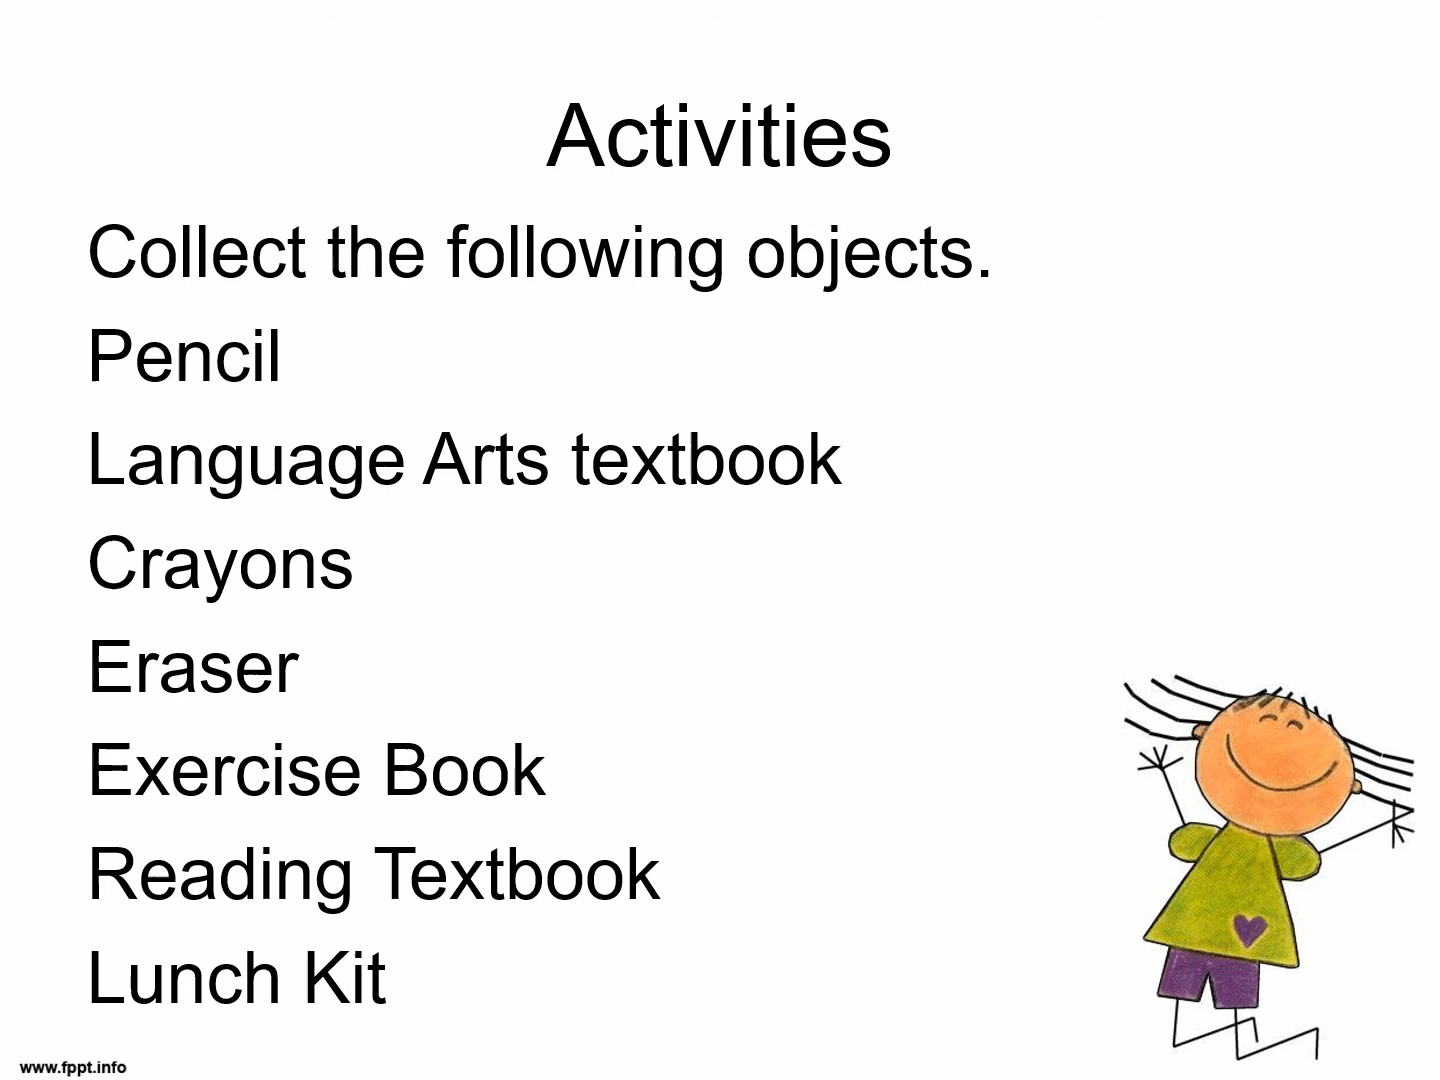 Activities
Collect the following objects.
Pencil
Language Arts textbook
Crayons
Eraser
Exercise Book
Reading Textbook
Lunch Kit
www.fppt.info